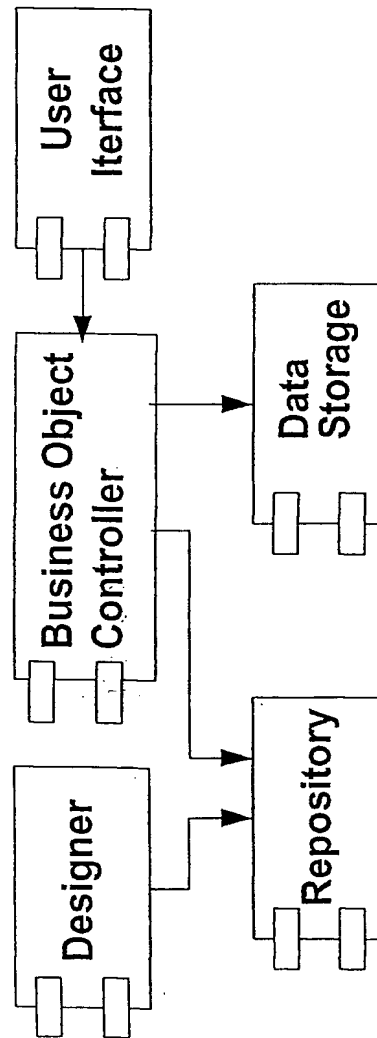 Designer
Business Object
Controller
User
Iterface
Repository
Data
Storage